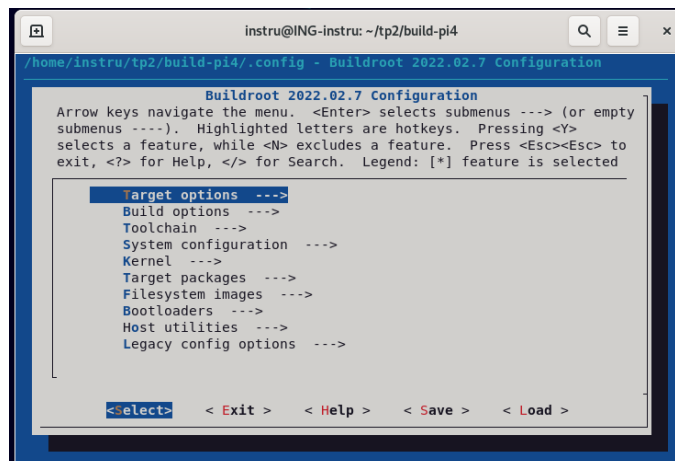 instru@ING-instru: ~/tp2/build-pi4
/home/instru/tp2/build-pi4/.config - Buildroot 2022.02.7 Configuration
Buildroot 2022.02.7 Configuration
Arrow keys navigate the menu.  <Enter> selects submenus ---> (or empty
submenus ----).  Highlighted letters are hotkeys.  Pressing <Y>
selects a feature, while <N> excludes a feature.  Press <Esc><Esc> to
exit, <?> for Help, </> for Search.  Legend: [*] feature is selected
Target options  --->
Build options  --->
Toolchain  --->
System configuration  --->
Kernel  --->
Target packages  --->
Filesystem images  --->
Bootloaders  --->
Host utilities  --->
Legacy config options  --->
<Select>    < Exit >    < Help >    < Save >    < Load >